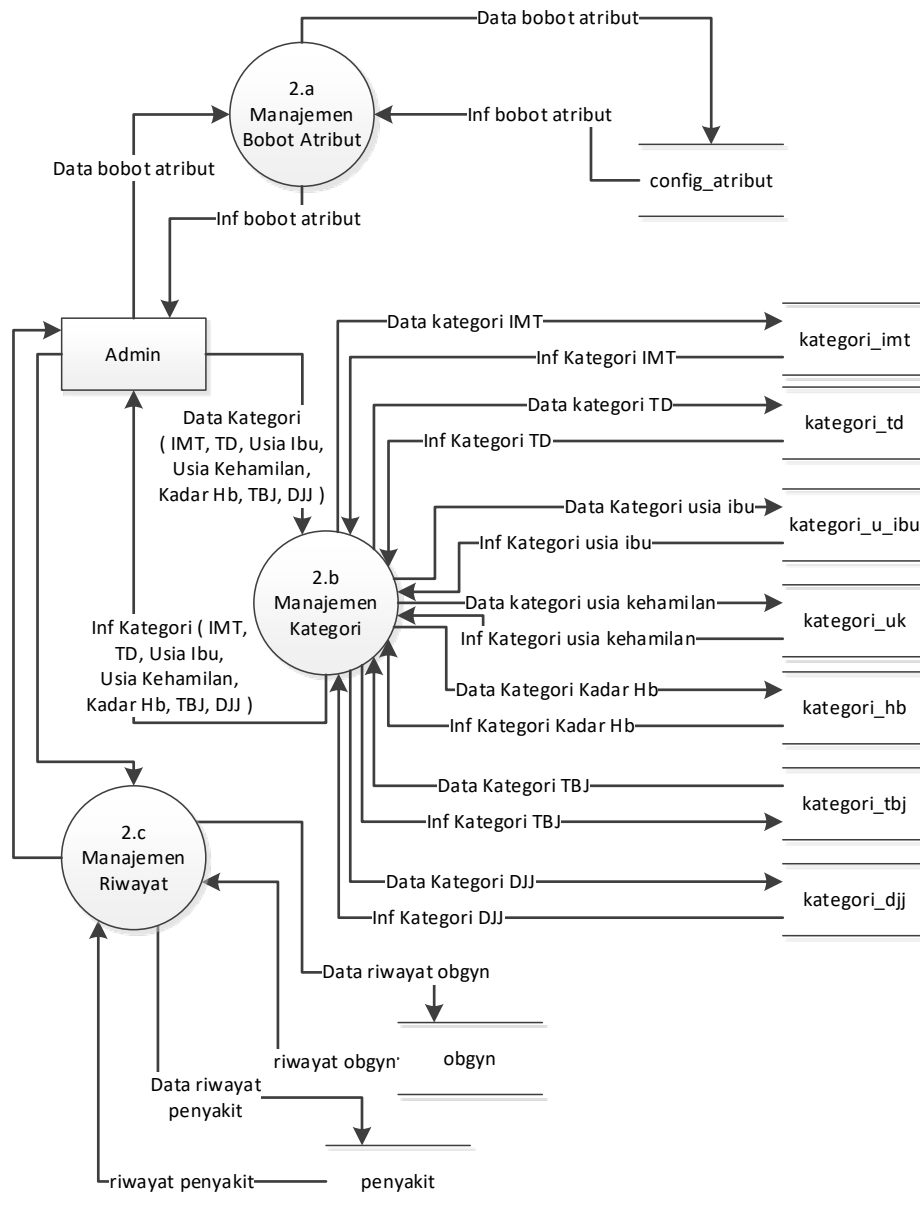 Data bobot atribut
2.a
Manajemen
Bobot Atribut
Inf bobot atribut
Data bobot atribut
config_atribut
Inf bobot atribut
Admin
Data kategori IMT
kategori_imt
Inf Kategori IMT
Data kategori TD
kategori_td
Inf Kategori TD
Data Kategori
( IMT, TD, Usia Ibu,
Usia Kehamilan,
Kadar Hb, TBJ, DJJ )
Data Kategori usia ibu
kategori_u_ibu
Inf Kategori usia ibu
2.b
Manajemen
Kategori
Data kategori usia kehamilan
kategori_uk
Inf Kategori usia kehamilan
Inf Kategori ( IMT,
TD, Usia Ibu,
Usia Kehamilan,
Kadar Hb, TBJ, DJJ )
Data Kategori Kadar Hb
kategori_hb
Inf Kategori Kadar Hb
Data Kategori TBJ
kategori_tbj
Inf Kategori TBJ
2.c
Manajemen
Riwayat
Data Kategori DJJ
kategori_djj
Inf Kategori DJJ
Data riwayat obgyn
riwayat obgyn
obgyn
Data riwayat
penyakit
riwayat penyakit
penyakit